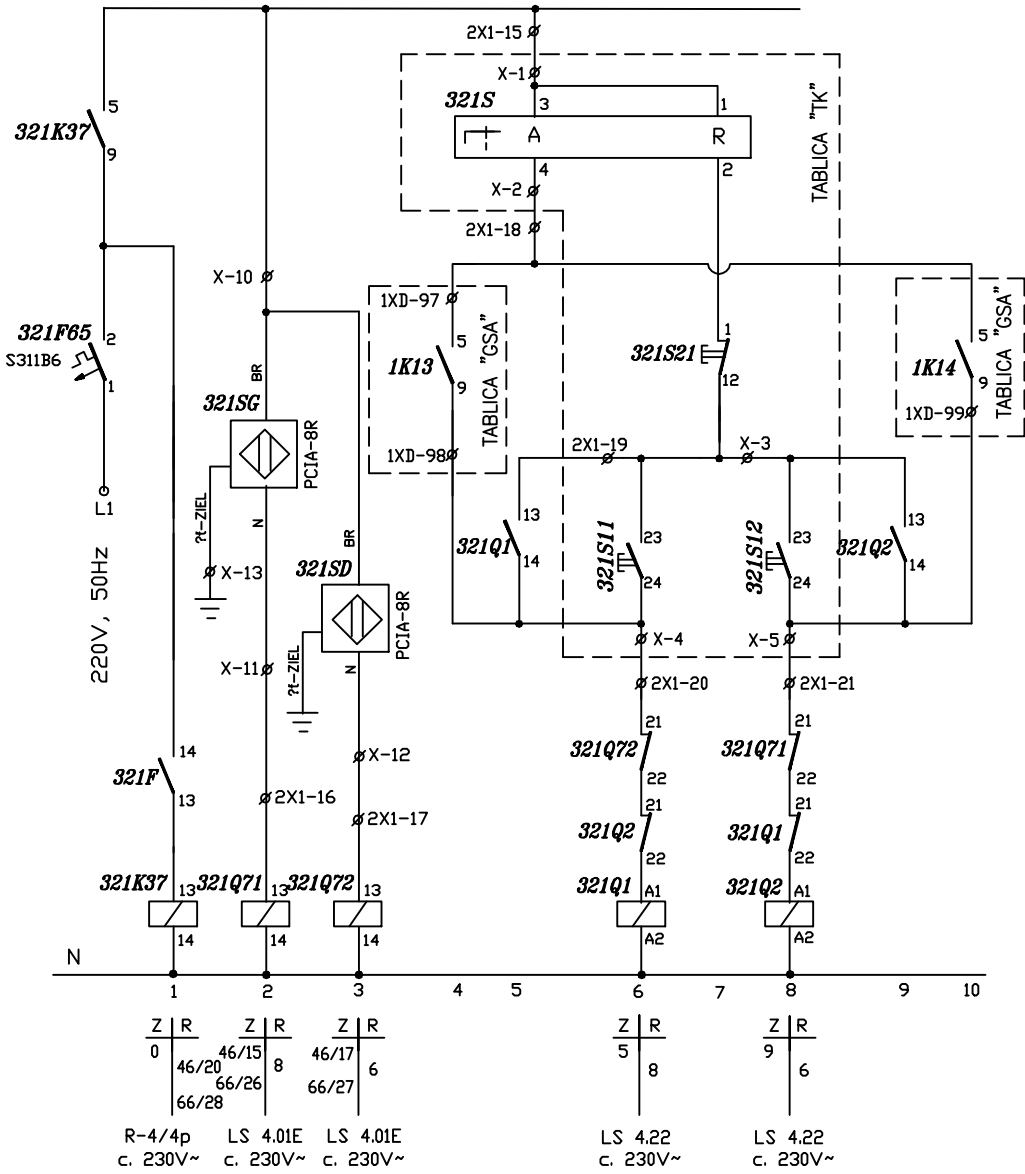 2X1-15
X-1
321S
3
1
A
R
4
2
X-2
2X1-18
TABLICA "TK"
5
321K37
9
X-10
1XD-97
5
1K13
9
1XD-98
TABLICA "GSA"
1
321S21
12
5
1K14
9
1XD-99
TABLICA "GSA"
321F65
2
S311B6
1
L1
220V, 50Hz
BR
321SG
PCIA-8R
N
?t-ZIEL
X-13
BR
321SD
PCIA-8R
N
?t-ZIEL
X-11
X-12
2X1-16
2X1-17
2X1-19
X-3
13
321Q1
14
23
321S11
24
23
321S12
24
13
321Q2
14
X-4
X-5
2X1-20
2X1-21
14
321F
13
21
321Q72
22
21
321Q71
22
21
321Q2
22
21
321Q1
22
321K37
13
14
321Q71
13
14
321Q72
13
14
321Q1
A1
A2
321Q2
A1
A2
N
1 2 3 4 5 6 7 8 9 10
Z R
0
46/20
66/28
R-4/4p
c. 230V~
Z R
46/15
8
66/26
LS 4.01E
c. 230V~
Z R
46/17
6
66/27
LS 4.01E
c. 230V~
Z R
5
8
LS 4.22
c. 230V~
Z R
9
6
LS 4.22
c. 230V~